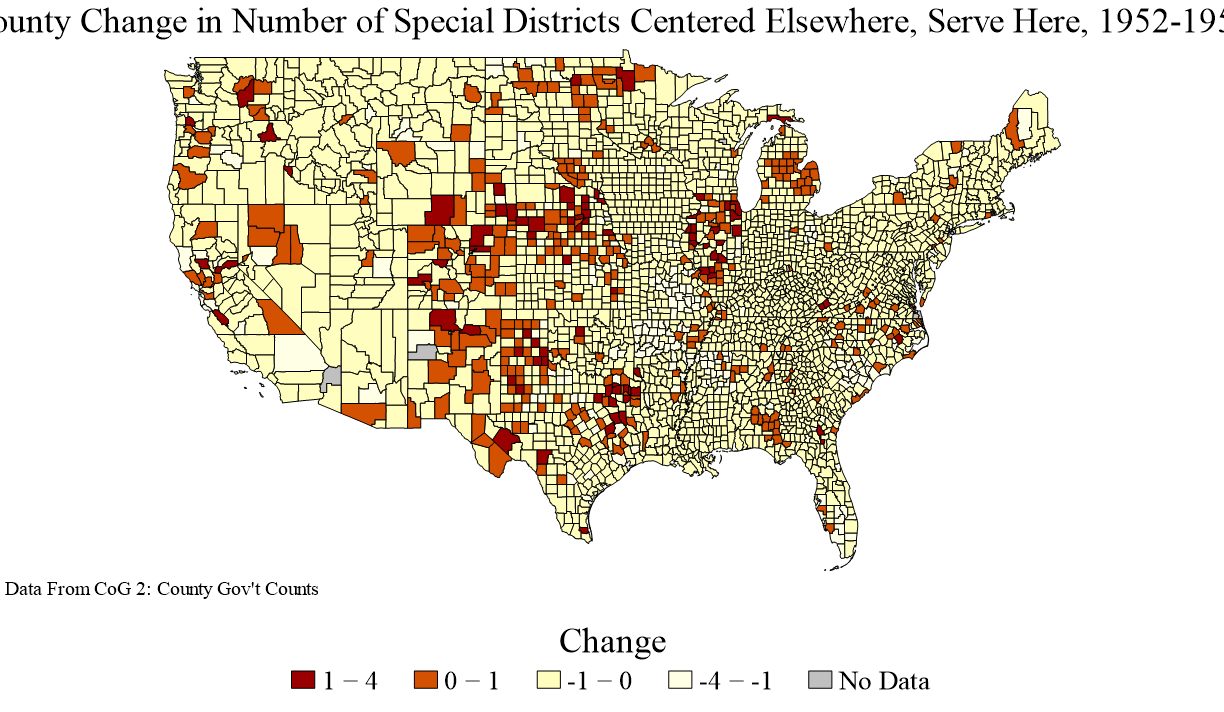 ounty Change in Number of Special Districts Centered Elsewhere, Serve Here, 1952-195
Data From CoG 2: County Gov't Counts
Change
1 − 4 0 − 1 -1 − 0 -4 − -1 No Data